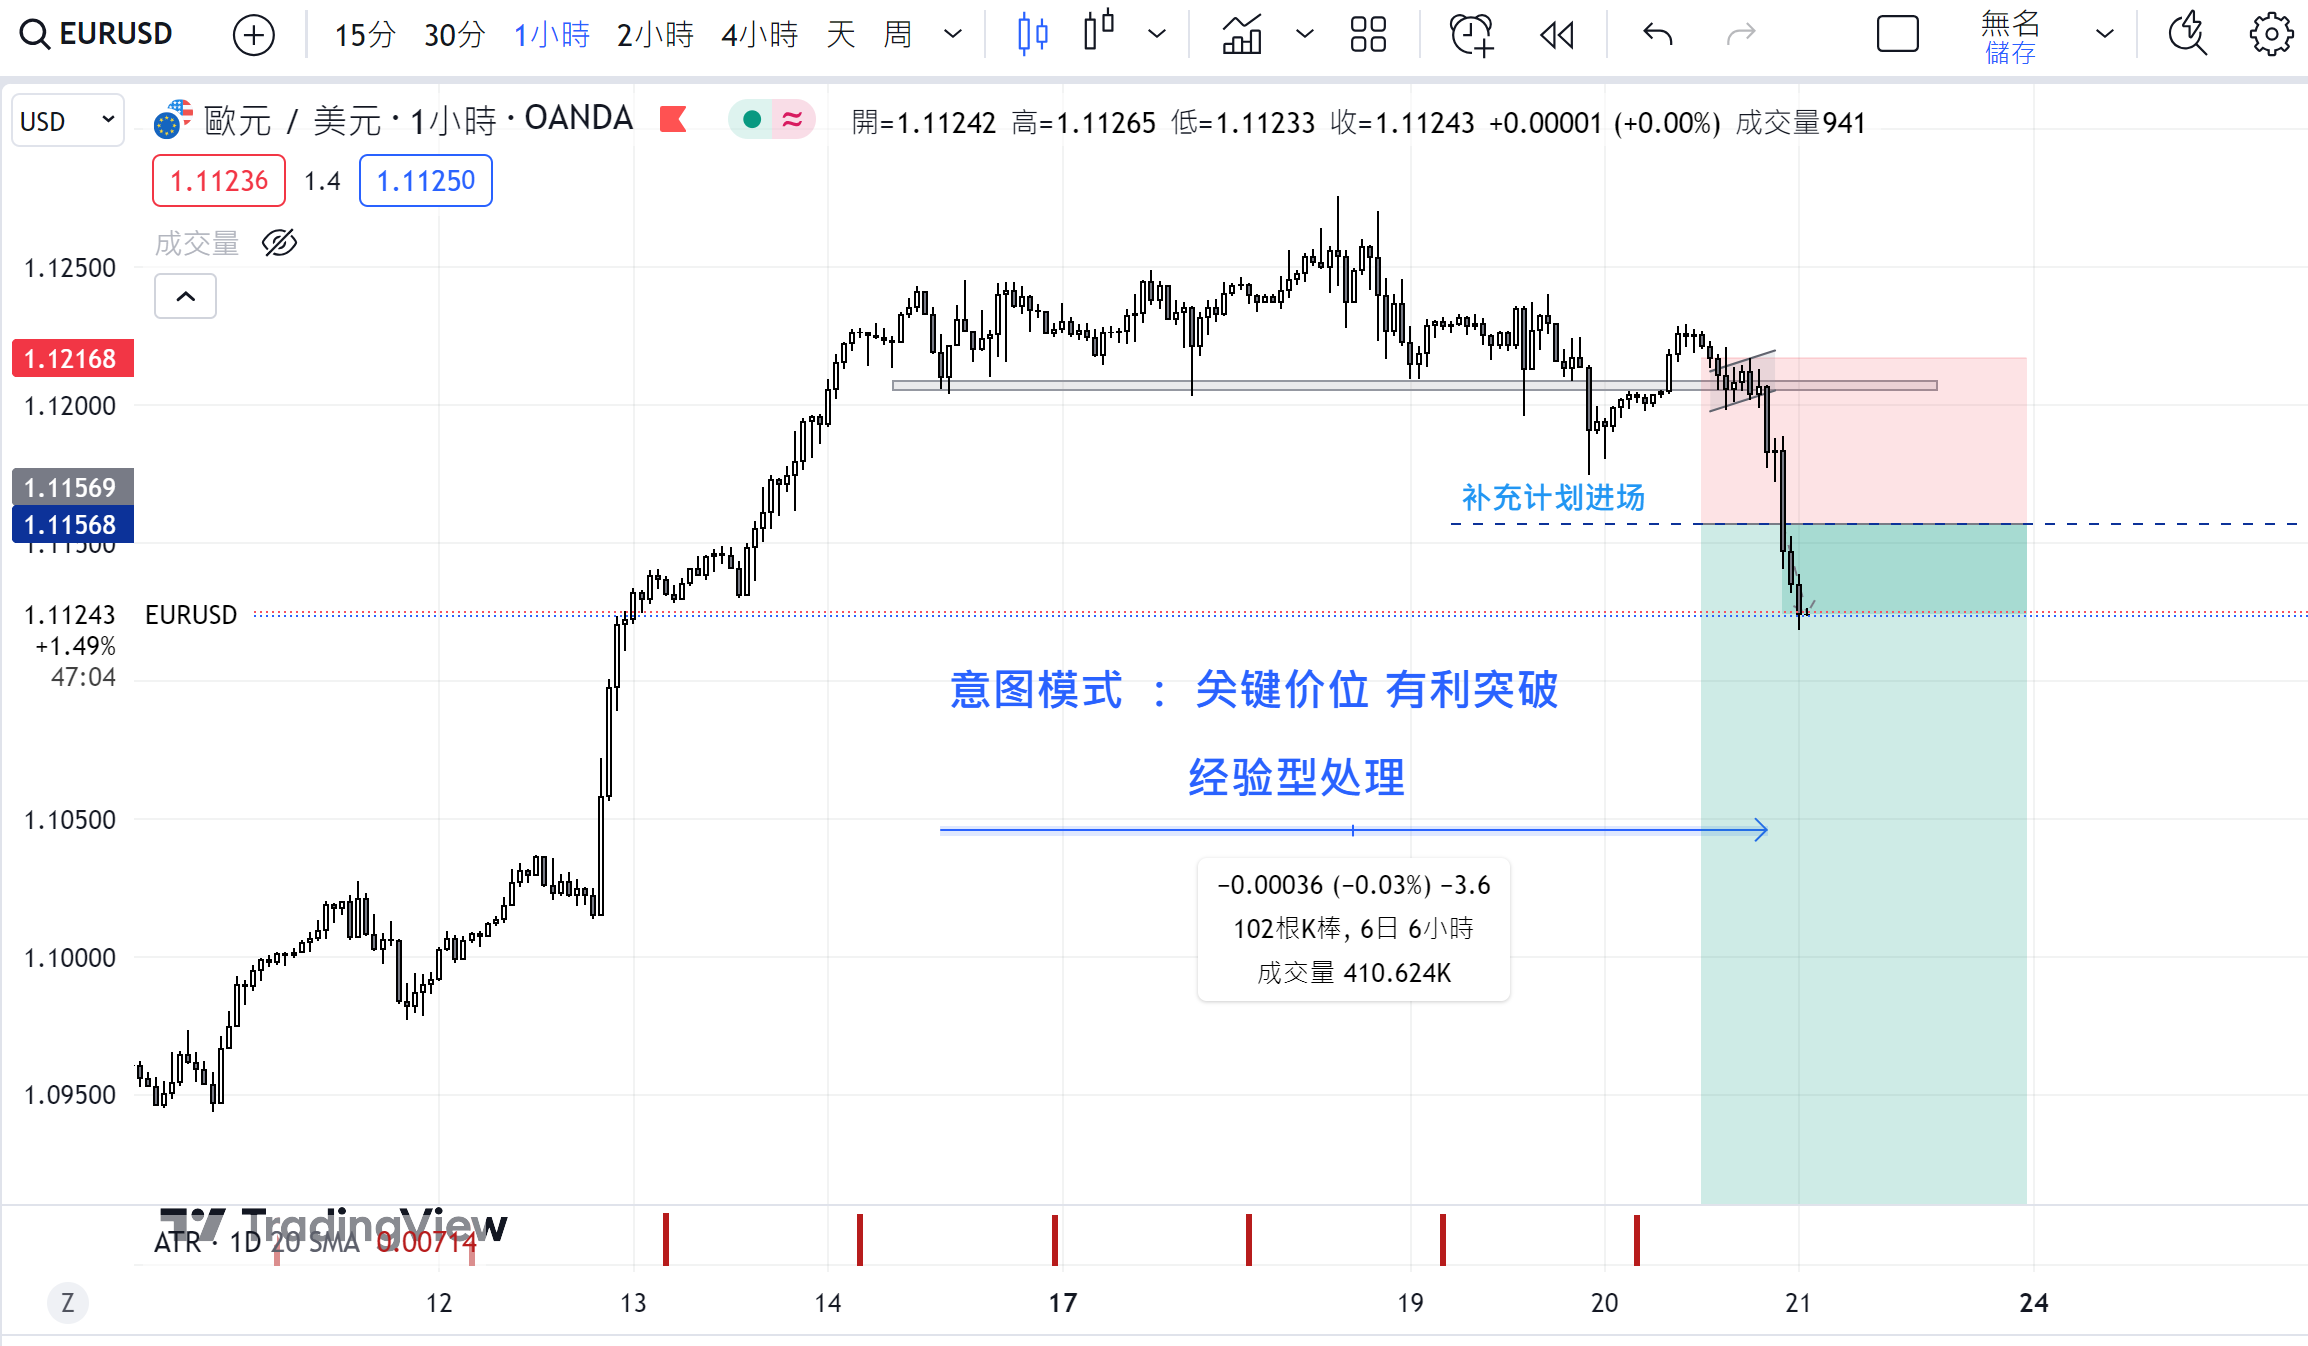 EURUSD 15分 30分 1小時 2小時 4小時 天 周 無名
儲存
USD 歐元 / 美元 · 1小時 · OANDA 開=1.11242 高=1.11265 低=1.11233 收=1.11243 +0.00001 (+0.00%) 成交量941
1.11236 1.4 1.11250
成交量
1.12500
1.12168
1.12000
1.11569
补充计划进场
1.11568
1.11500
1.11243 EURUSD
+1.49%
47:04
意图模式 : 关键价位 有利突破
经验型处理
1.10500
−0.00036 (−0.03%) −3.6
102根K棒, 6日 6小時
成交量 410.624K
1.10000
1.09500
TradingView
ATR · 1D 20 SMA 0.00714
Z 12 13 14 17 19 20 21 24